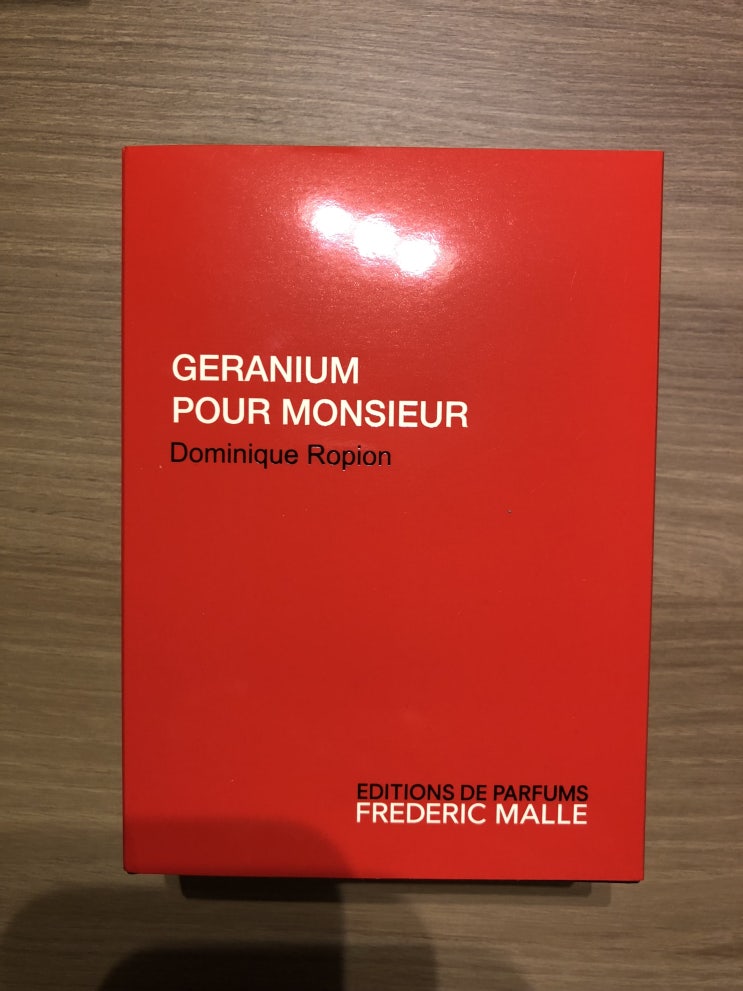 GERANIUM
POUR MONSIEUR
Dominique Ropion
EDITIONS DE PARFUMS
FREDERIC MALLE